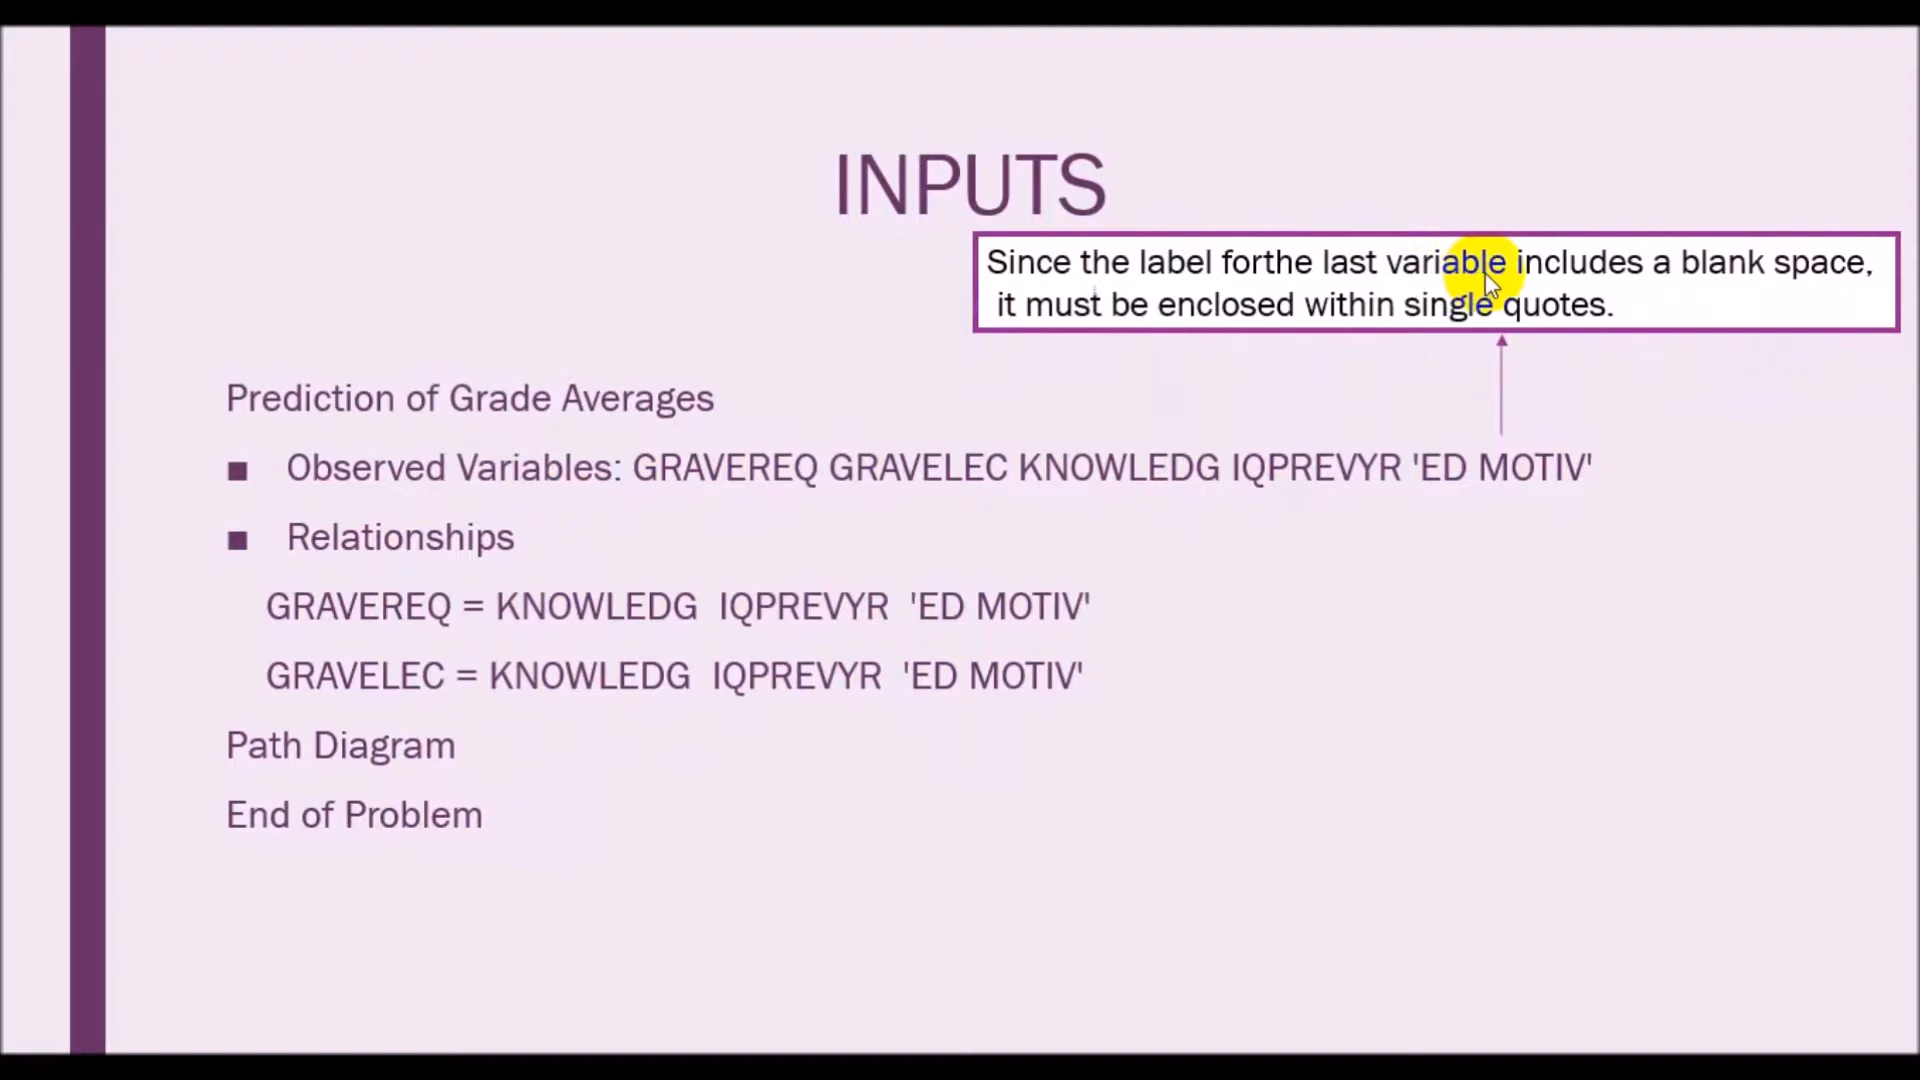 INPUTS
Since the label forthe last variable includes a blank space,
it must be enclosed within single quotes.
Prediction of Grade Averages
■ Observed Variables: GRAVEREQ GRAVELEC KNOWLEDG IQPREVYR 'ED MOTIV'
■ Relationships
GRAVEREQ = KNOWLEDG IQPREVYR 'ED MOTIV'
GRAVELEC = KNOWLEDG IQPREVYR 'ED MOTIV'
Path Diagram
End of Problem